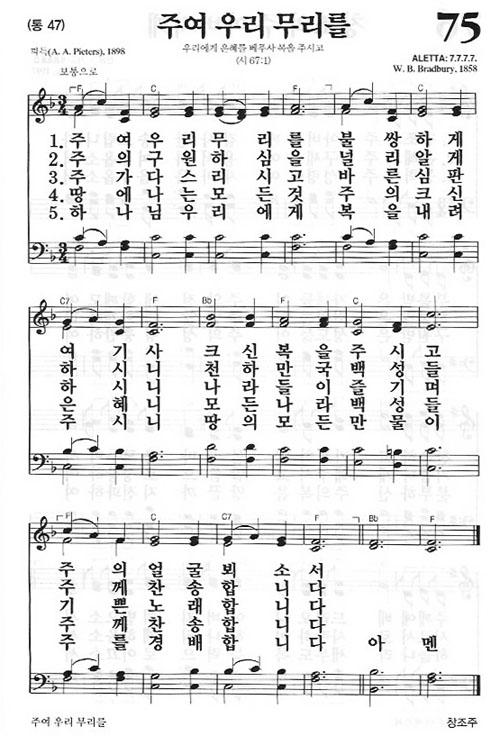 (통 47)
주여 우리 무리를
75
피득(A. A. Pieters), 1898
우리에게 은혜를 베푸사 복을 주시고
(시 67:1)
ALETTA: 7.7.7.7.
W. B. Bradbury, 1858
보통으로
F C F F C
1. 주 여 우 리 무 리 를 불 쌍 하 게
2. 주 의 구 원 하 심 을 널 리 알 게
3. 주 가 다 스 리 시 고 바 른 심 판
4. 땅 에 나 는 모 든 것 주 의 크 신
5. 하 나 님 우 리 에 게 복 을 내 려
C7 F Bb F F C
여 기 사 크 신 복 을 주 시 고
하 시 니 천 하 만 국 백 성 들
하 시 니 나 라 들 이 즐 기 며
은 혜 니 모 든 나 라 백 성 들
주 시 니 땅 의 모 든 만 물 이
F C F C7 F Bb F
주 의 얼 굴 뵈 소 서
주 께 찬 송 합 니 다
기 쁜 노 래 합 니 다
주 께 찬 송 합 니 다
주 를 경 배 합 니 다 아 멘
주여 우리 무리를
창조주